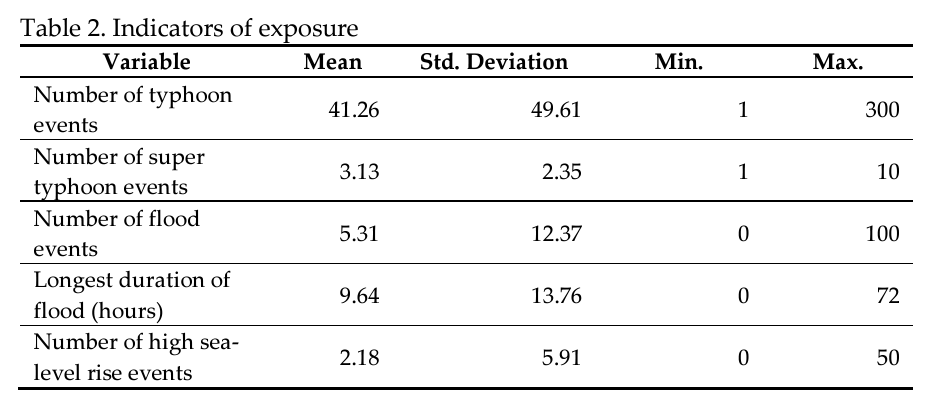 Table 2. Indicators of exposure
Variable Mean Std. Deviation Min. Max.
Number of typhoon
events 41.26 49.61 1 300
Number of super
typhoon events 3.13 2.35 1 10
Number of flood
events 5.31 12.37 0 100
Longest duration of
flood (hours) 9.64 13.76 0 72
Number of high sea-
level rise events 2.18 5.91 0 50